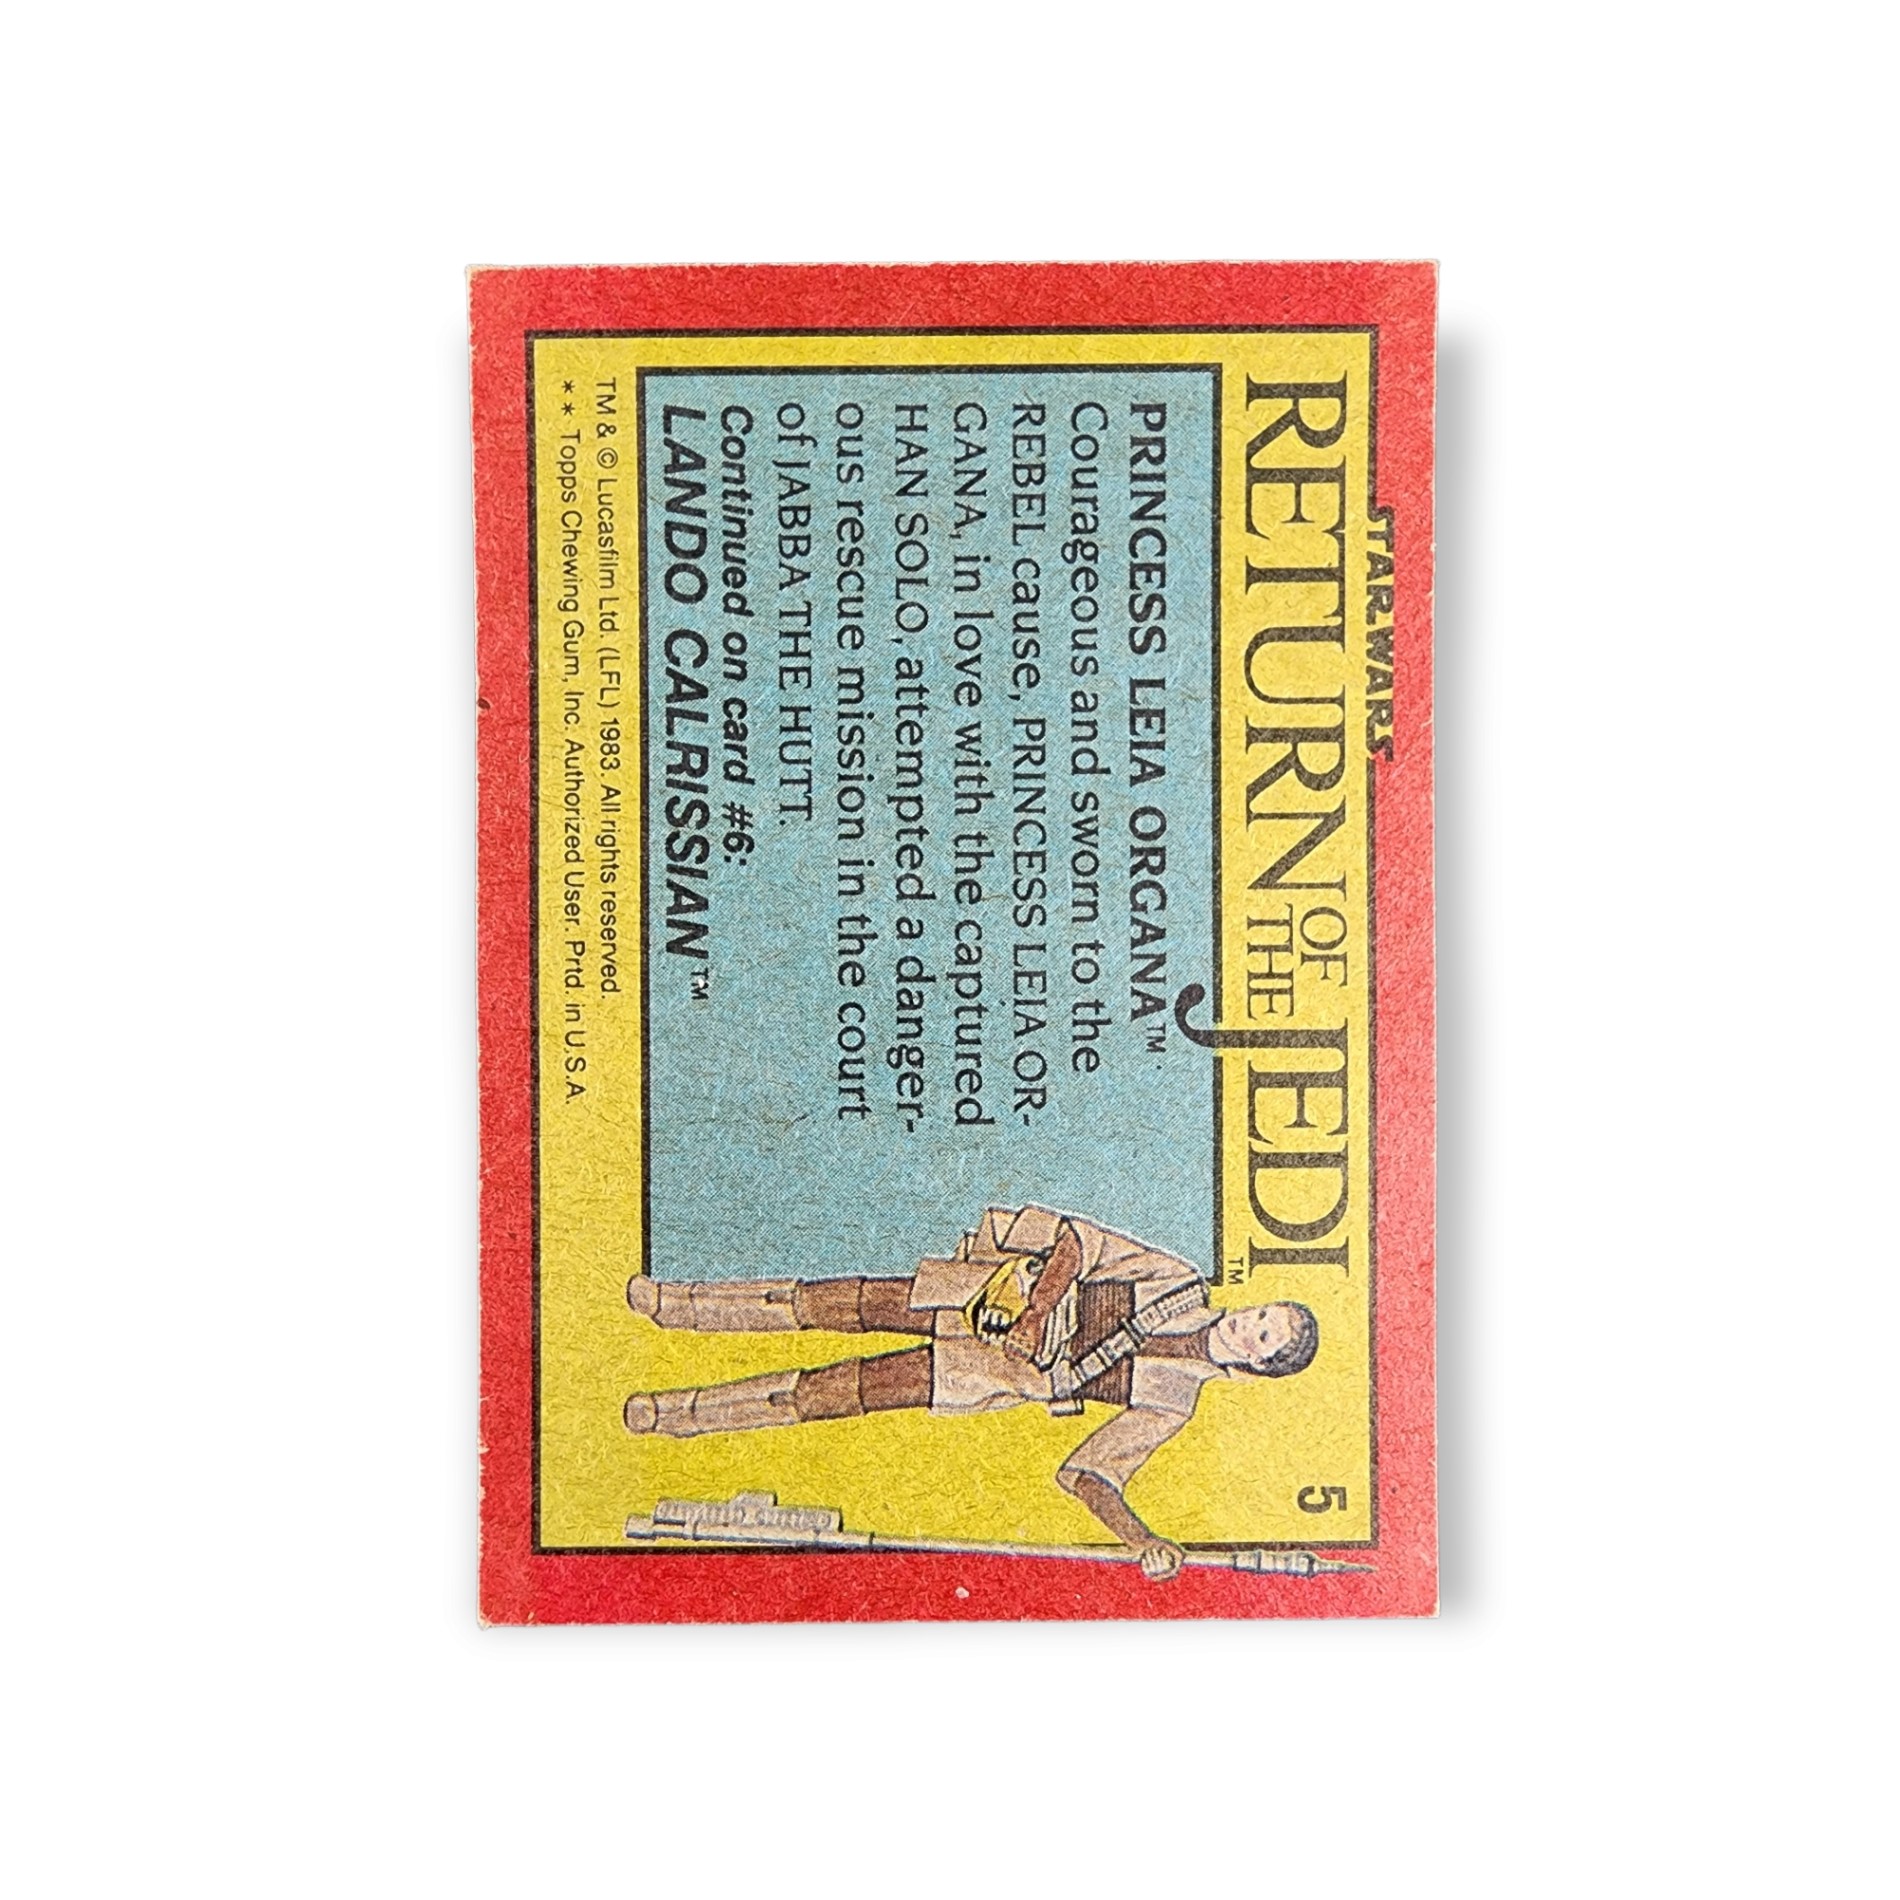 STAR WARS
RETURN OF THE JEDI™
5
PRINCESS LEIA ORGANA™
Courageous and sworn to the
REBEL cause, PRINCESS LEIA OR-
GANA, in love with the captured
HAN SOLO, attempted a danger-
ous rescue mission in the court
of JABBA THE HUTT.
Continued on card #6:
LANDO CALRISSIAN™
TM & © Lucasfilm Ltd. (LFL) 1983. All rights reserved.
** Topps Chewing Gum, Inc. Authorized User. Prtd. in U.S.A.